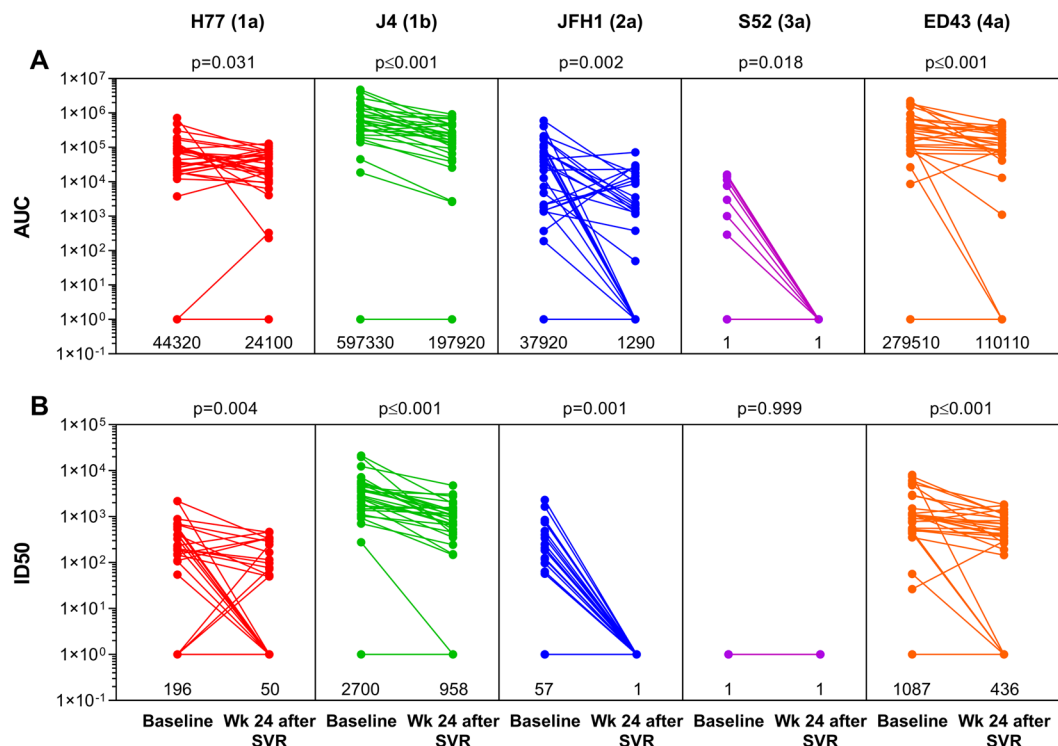 H77 (1a) J4 (1b) JFH1 (2a) S52 (3a) ED43 (4a)
A p=0.031 p≤0.001 p=0.002 p=0.018 p≤0.001
1×10⁷
1×10⁶
1×10⁵
1×10⁴
1×10³
1×10²
1×10¹
1×10⁰
1×10⁻¹
AUC
44320 24100 597330 197920 37920 1290 1 1 279510 110110
B p=0.004 p≤0.001 p=0.001 p=0.999 p≤0.001
1×10⁵
1×10⁴
1×10³
1×10²
1×10¹
1×10⁰
1×10⁻¹
ID50
196 50 2700 958 57 1 1 1 1087 436
Baseline Wk 24 after SVR Baseline Wk 24 after SVR Baseline Wk 24 after SVR Baseline Wk 24 after SVR Baseline Wk 24 after SVR